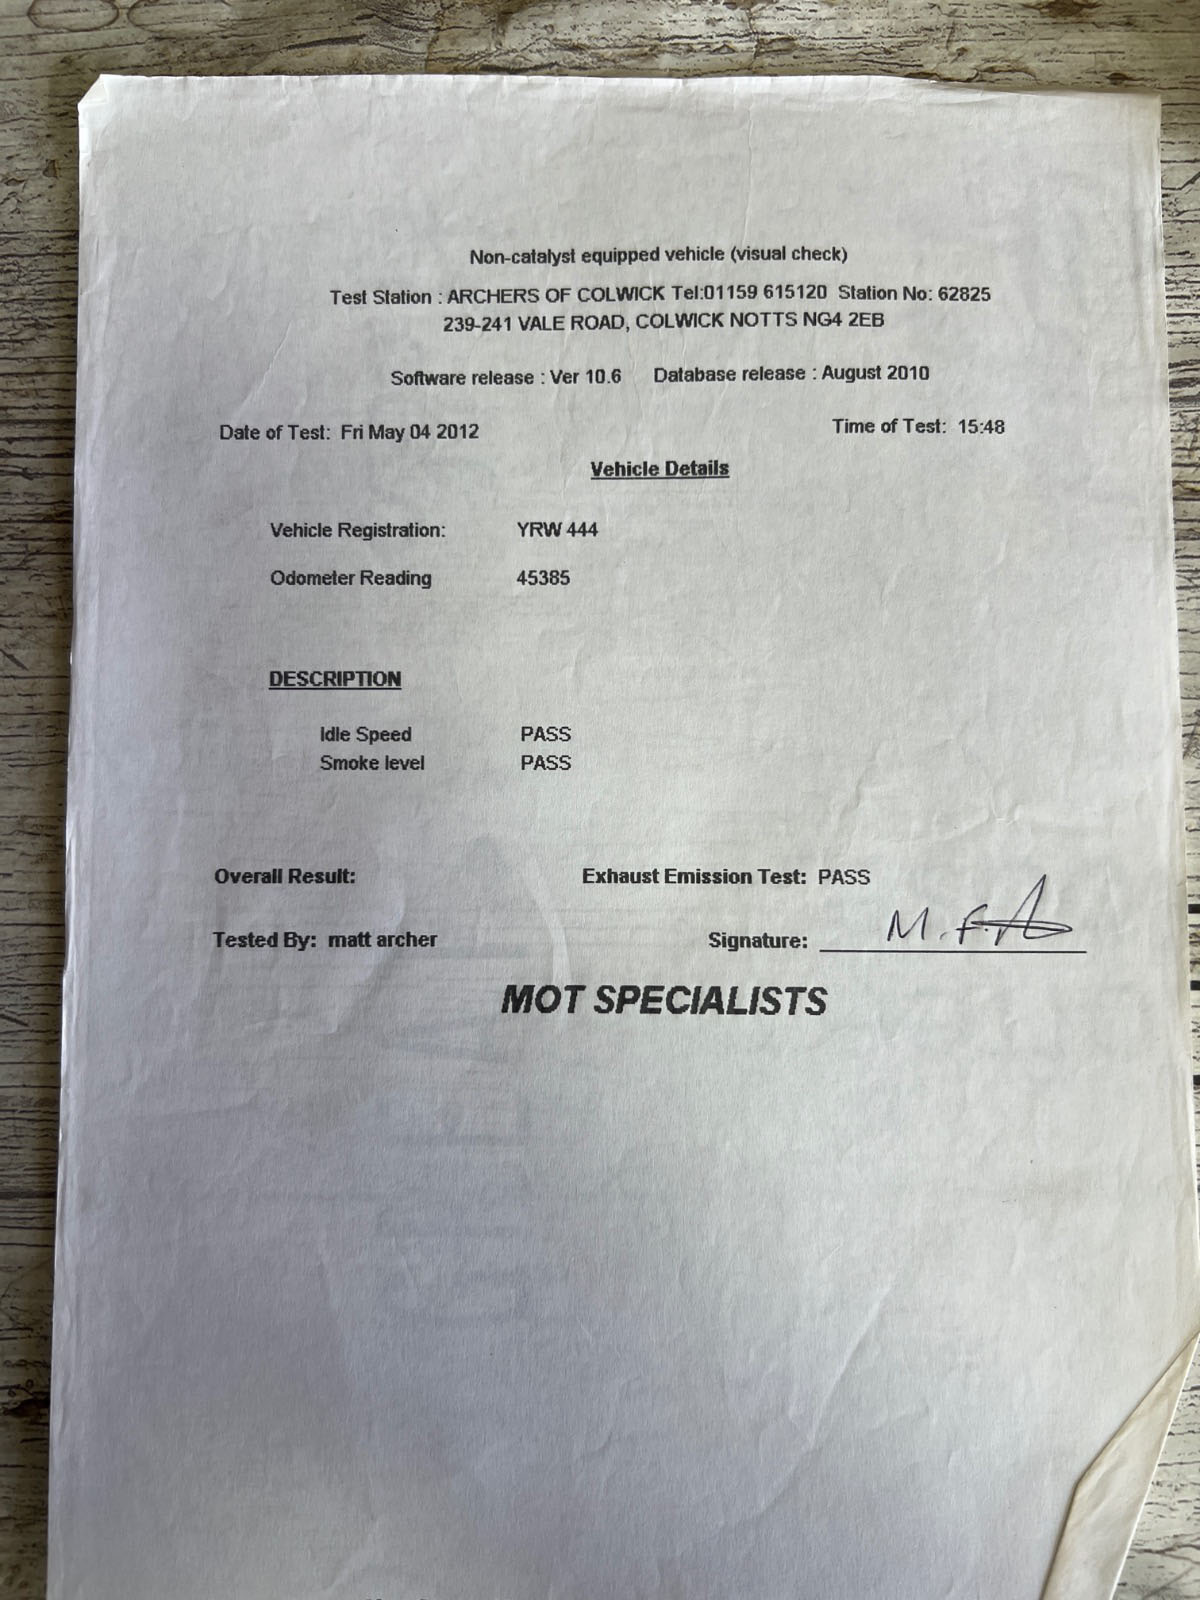 Non-catalyst equipped vehicle (visual check)
Test Station : ARCHERS OF COLWICK Tel:01159 615120 Station No: 62825
239-241 VALE ROAD, COLWICK NOTTS NG4 2EB
Software release : Ver 10.6 Database release : August 2010
Date of Test: Fri May 04 2012 Time of Test: 15:48
Vehicle Details
Vehicle Registration: YRW 444
Odometer Reading 45385
DESCRIPTION
Idle Speed PASS
Smoke level PASS
Overall Result: Exhaust Emission Test: PASS
Tested By: matt archer Signature: M. F.
MOT SPECIALISTS